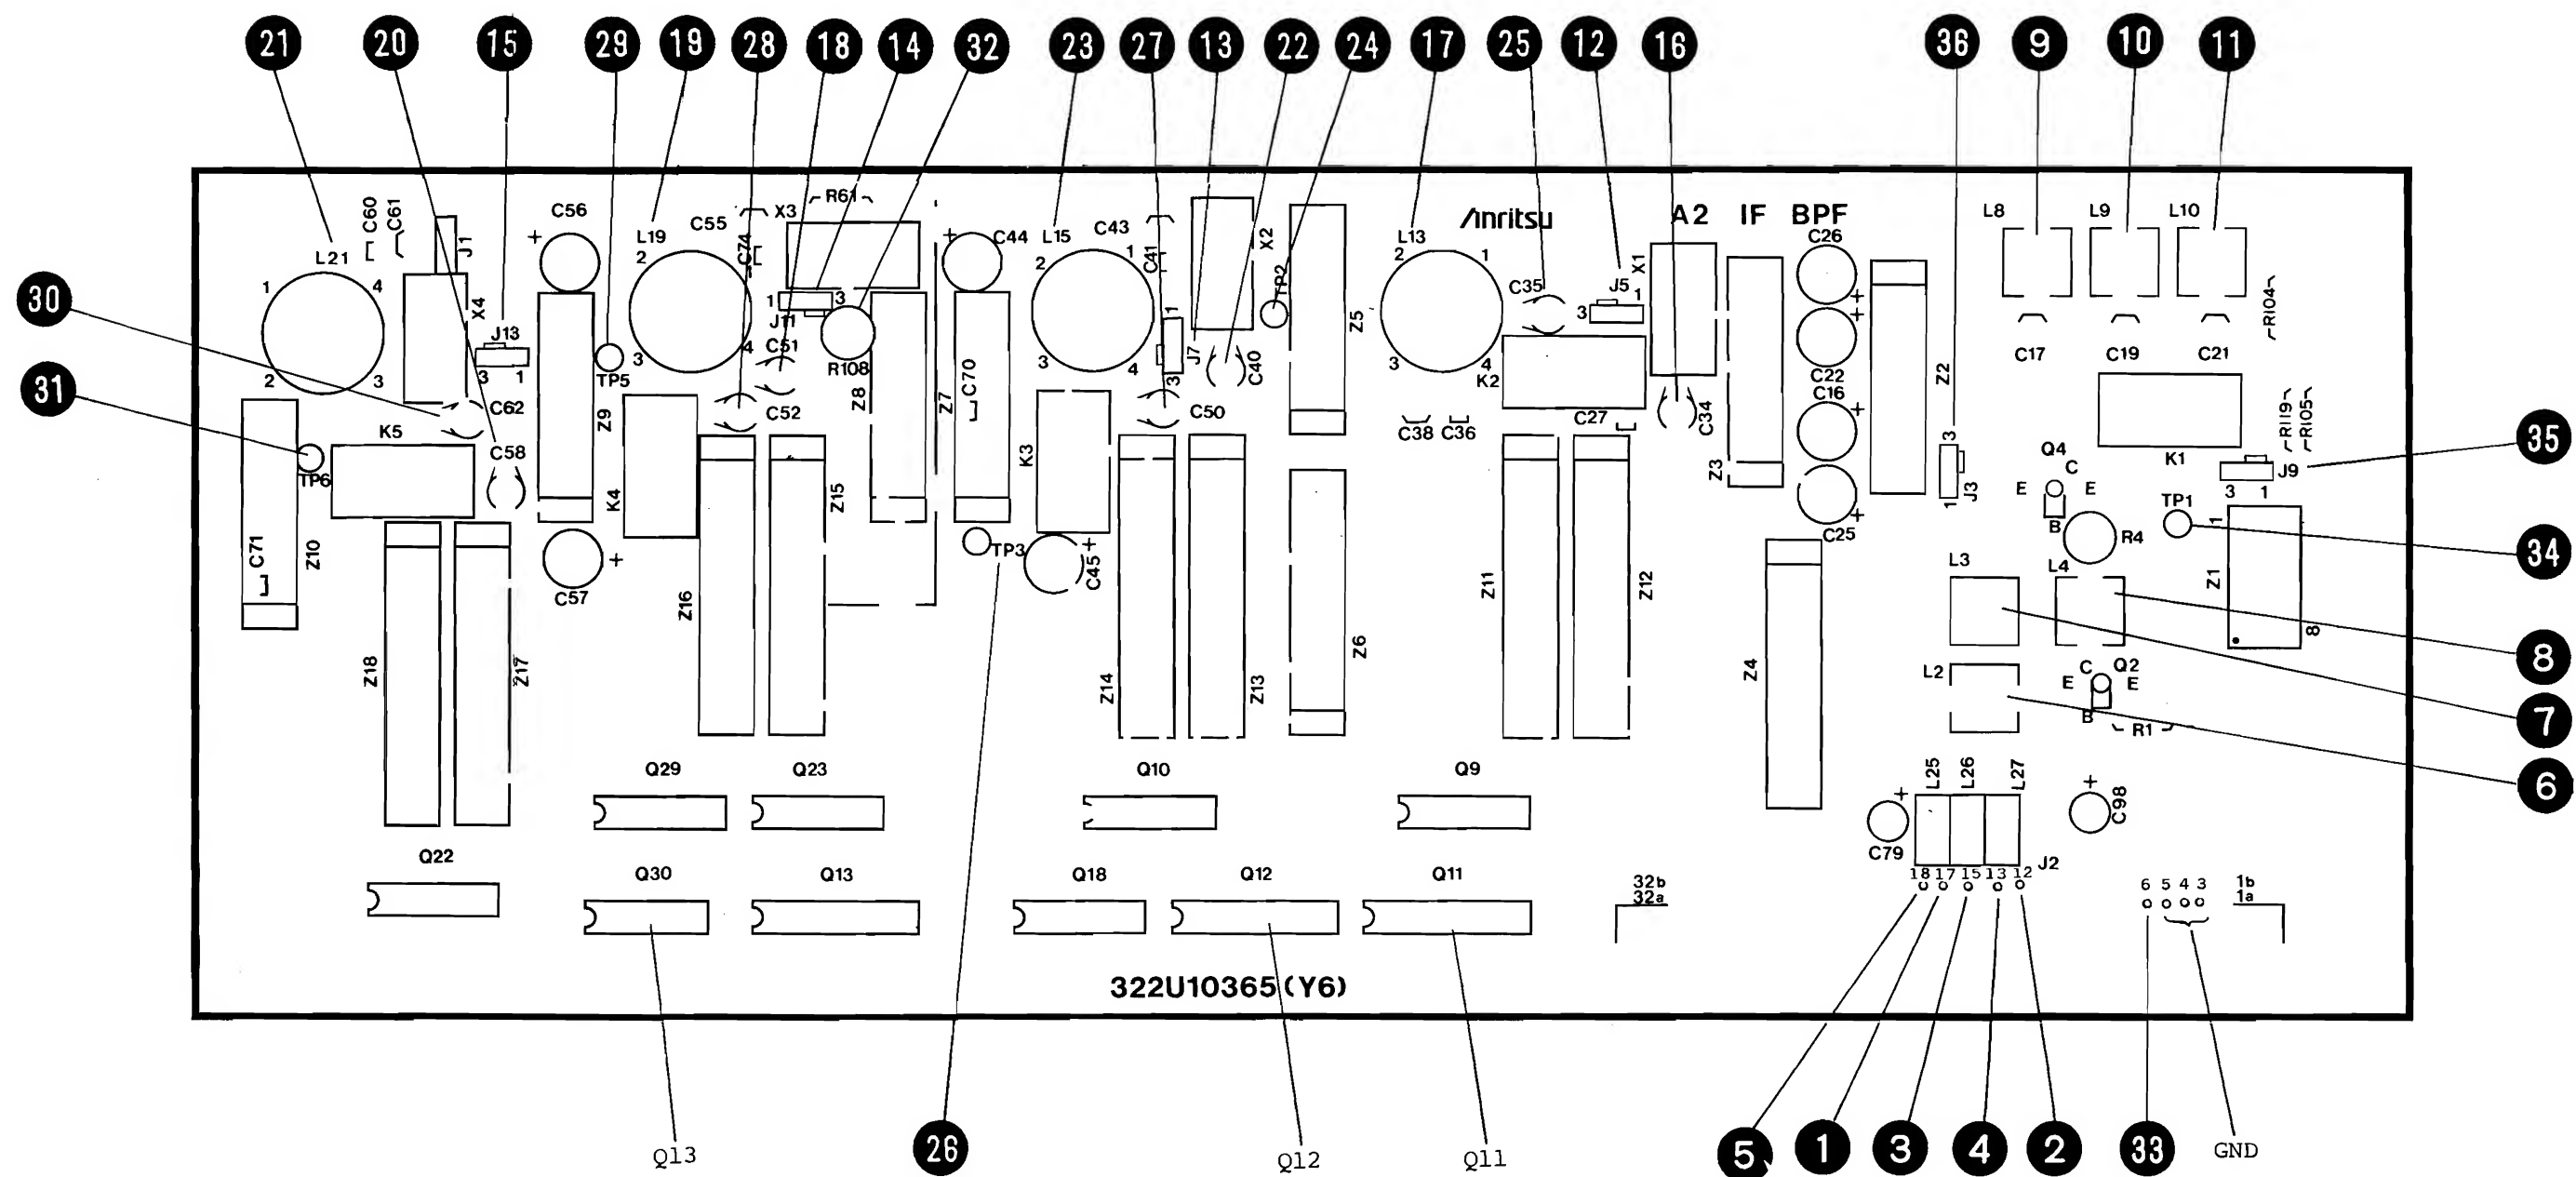 21 20 15 29 19 28 18 14 32 23 27 13 22 24 17 25 12 16 36 9 10 11
C60 C61 C56 L19 C55 C74 X3 R61 C44 L15 C43 C41 X2 TP2 L13 Anritsu A2 IF BPF
L8 L9 L10
L21 J1 + 2 + 2 1 2 1 C35 J5 X1 C26
1 4 X4 1 3 1 3 1 Z5 +
30
J13 J11 C51 R108 J7 C40 C22 + C17 C19 C21 R104
2 3 3 1 TP5 3 4 3 4 3 3 4 K2 Z2
31
C62 Z9 C52 Z8 Z7 C70 C50 C38 C36 C27 C34 C16 + R119 R105
K5 C58 K3 3 Q4 K1
35
TP6 K4 Z15 Z3 J3 C E E J9
1 3 1
C71 Z10 TP3 + C45 C25 + B R4 TP1 1
34
C57 + Z16 Z11 Z12 L3 L4 Z1
8
Z18 Z17 Z14 Z13 Z6 Z4 L2 C Q2 8
E E
7
B R1
6
Q29 Q23 Q10 Q9 L25 L26 L27 + C98
+
C79 J2
Q22 Q30 Q13 Q18 Q12 Q11 18 17 15 13 12
32b 6 5 4 3 1b
32a 1a
322U10365(Y6)
Q13 26 Q12 Q11 5 1 3 4 2 33 GND